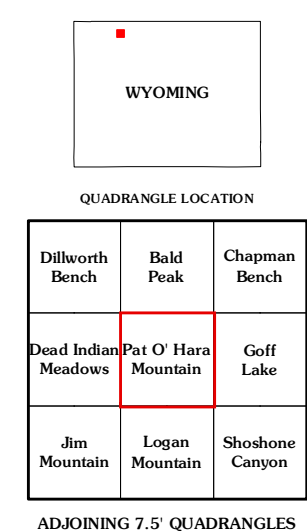 WYOMING
QUADRANGLE LOCATION
Dillworth Bench
Bald Peak
Chapman Bench
Dead Indian Meadows
Pat O' Hara Mountain
Goff Lake
Jim Mountain
Logan Mountain
Shoshone Canyon
ADJOINING 7.5' QUADRANGLES